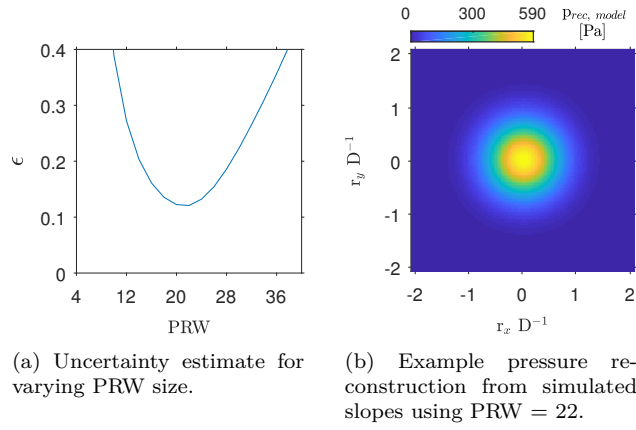 0 300 590 p_rec, model
[Pa]
0.4
0.3
0.2
0.1
0
ϵ
4 12 20 28 36
PRW
2
1
0
-1
-2
r_y D^-1
-2 -1 0 1 2
r_x D^-1
(a) Uncertainty estimate for
varying PRW size.
(b) Example pressure re-
construction from simulated
slopes using PRW = 22.